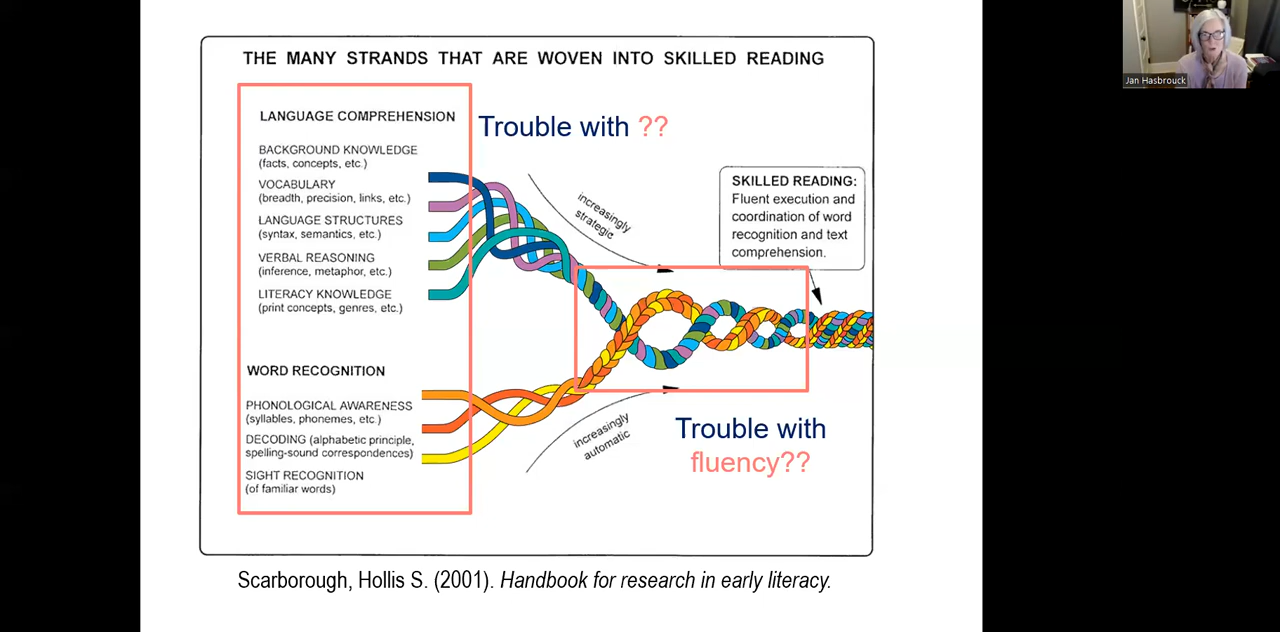 Jan Hasbrouck
THE MANY STRANDS THAT ARE WOVEN INTO SKILLED READING
LANGUAGE COMPREHENSION
BACKGROUND KNOWLEDGE
(facts, concepts, etc.)
VOCABULARY
(breadth, precision, links, etc.)
LANGUAGE STRUCTURES
(syntax, semantics, etc.)
VERBAL REASONING
(inference, metaphor, etc.)
LITERACY KNOWLEDGE
(print concepts, genres, etc.)
WORD RECOGNITION
PHONOLOGICAL AWARENESS
(syllables, phonemes, etc.)
DECODING (alphabetic principle,
spelling-sound correspondences)
SIGHT RECOGNITION
(of familiar words)
Trouble with ??
increasingly
strategic
SKILLED READING:
Fluent execution and
coordination of word
recognition and text
comprehension.
increasingly
automatic
Trouble with
fluency??
Scarborough, Hollis S. (2001). Handbook for research in early literacy.